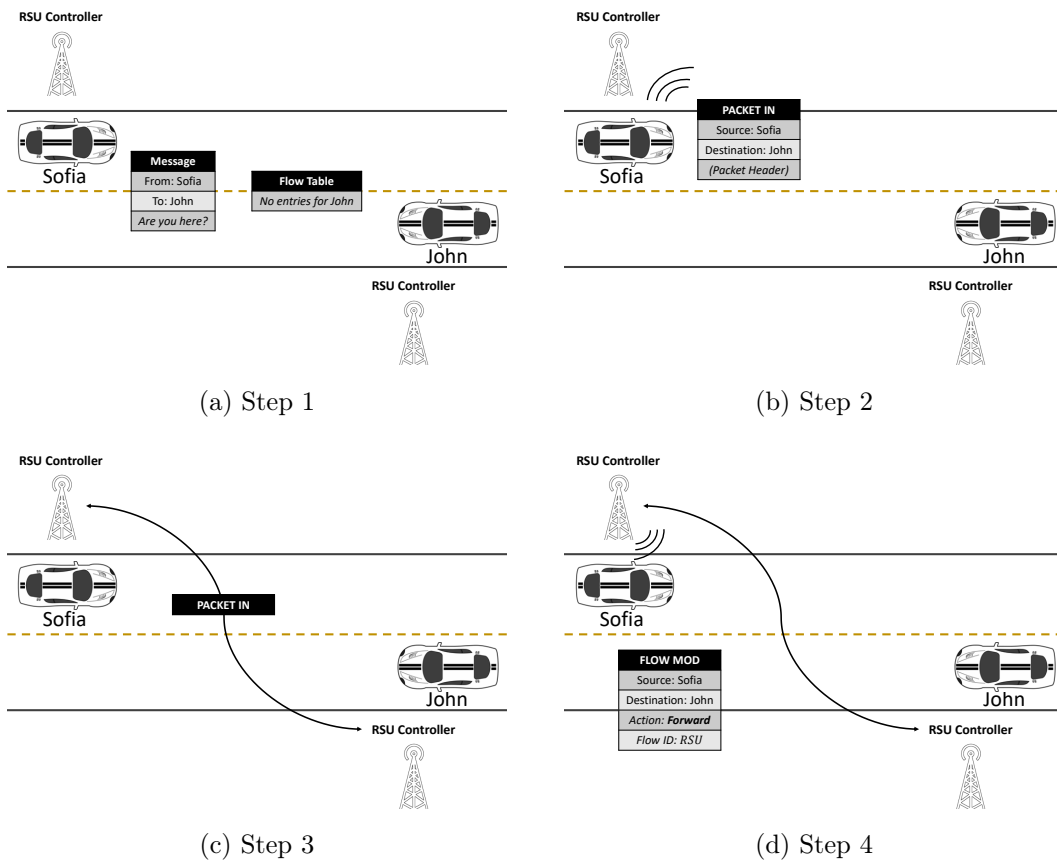 RSU Controller
Sofia
Message
From: Sofia
To: John
Are you here?
Flow Table
No entries for John
John
RSU Controller
(a) Step 1
RSU Controller
Sofia
PACKET IN
Source: Sofia
Destination: John
(Packet Header)
John
RSU Controller
(b) Step 2
RSU Controller
Sofia
PACKET IN
John
RSU Controller
(c) Step 3
RSU Controller
Sofia
FLOW MOD
Source: Sofia
Destination: John
Action: Forward
Flow ID: RSU
John
RSU Controller
(d) Step 4